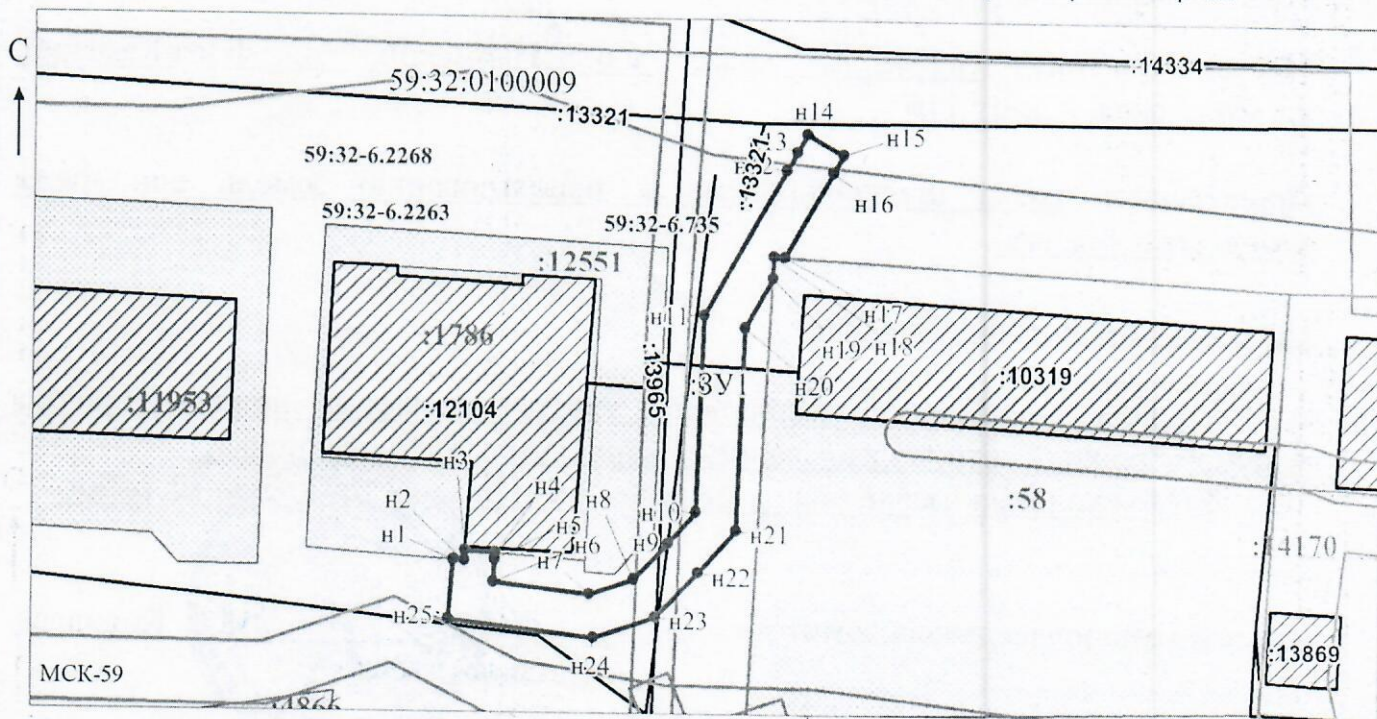 С
:14334
59:32:0100009
:13321
н14
н15
59:32-6.2268
:13321
н16
59:32-6.2263
59:32-6.735
:12551
н11
н17
:1786
н19
н18
:13965
н20
:ЗУ
:10319
:11953
:12104
н3
н4
н2
н8
:58
н10
н5
н1
н9
н6
н21
:14170
н7
н22
н25
н23
:13869
н24
МСК-59